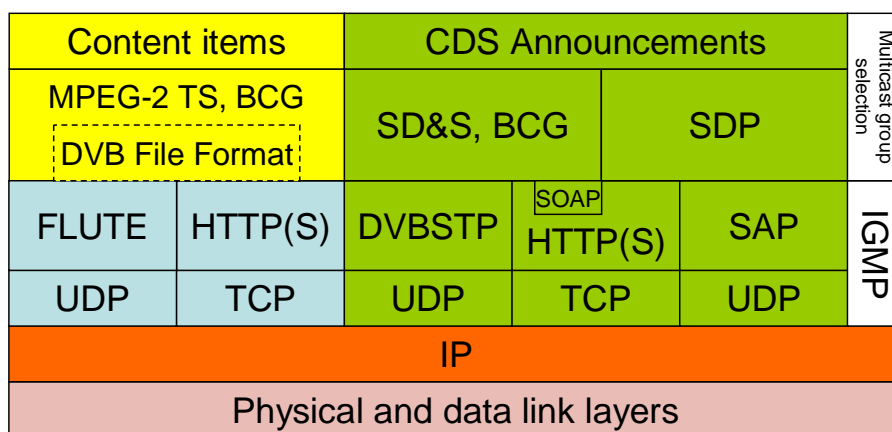 Content items
CDS Announcements
Multicast group
selection
MPEG-2 TS, BCG
DVB File Format
SD&S, BCG
SDP
FLUTE
HTTP(S)
DVBSTP
SOAP
HTTP(S)
SAP
IGMP
UDP
TCP
UDP
TCP
UDP
IP
Physical and data link layers